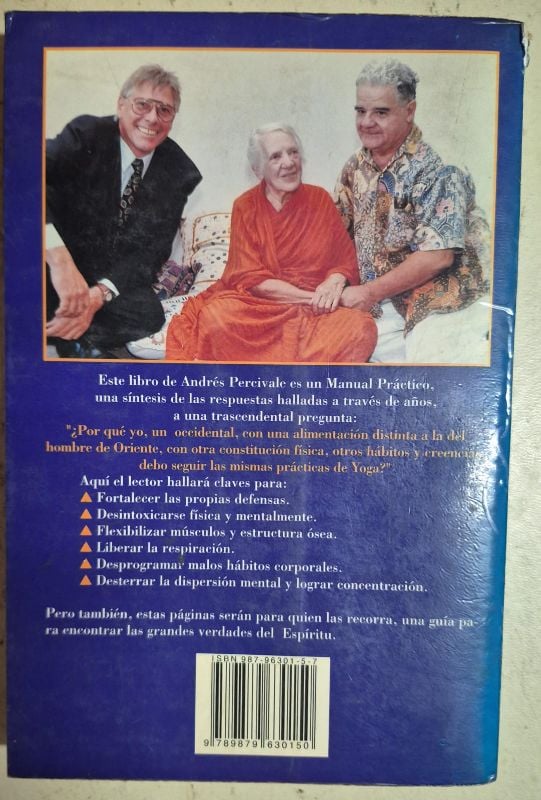 Este libro de Andrés Percivale es un Manual Práctico,
una síntesis de las respuestas halladas a través de años,
a una trascendental pregunta:
"¿Por qué yo, un occidental, con una alimentación distinta a la del
hombre de Oriente, con otra constitución física, otros hábitos y creencias
debo seguir las mismas prácticas de Yoga?"
Aquí el lector hallará claves para:
▲ Fortalecer las propias defensas.
▲ Desintoxicarse física y mentalmente.
▲ Flexibilizar músculos y estructura ósea.
▲ Liberar la respiración.
▲ Desprogramar malos hábitos corporales.
▲ Desterrar la dispersión mental y lograr concentración.
Pero también, estas páginas serán para quien las recorra, una guía pa-
ra encontrar las grandes verdades del Espíritu.
ISBN 987-96301-5-7
9 789879 630150